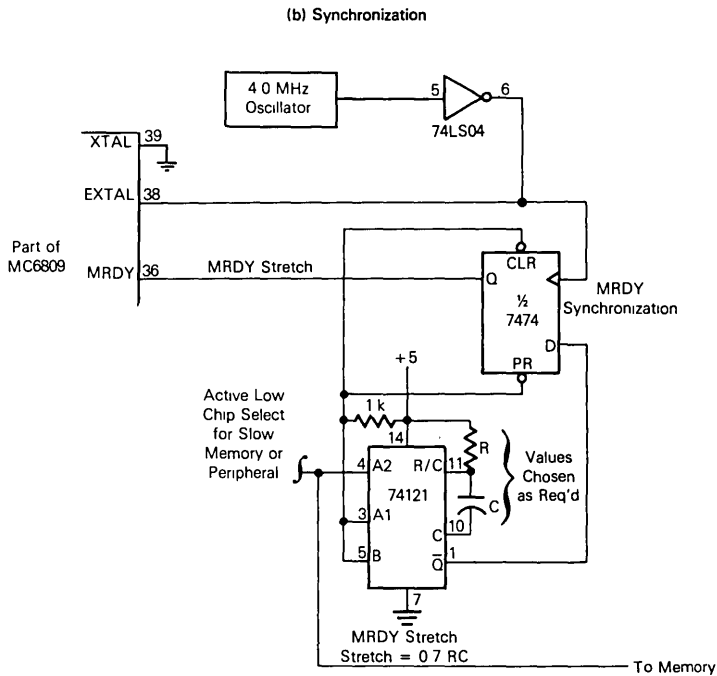 (b) Synchronization
4 0 MHz
Oscillator
5
6
74LS04
XTAL
39
EXTAL
38
Part of
MC6809
MRDY
36
MRDY Stretch
CLR
Q
½
7474
D
PR
MRDY
Synchronization
+5
1 k
14
Active Low
Chip Select
for Slow
Memory or
Peripheral
4
A2
R/C
11
R
74121
3
A1
C
Values
Chosen
as Req'd
10
C
5
B
Q̅
1
7
MRDY Stretch
Stretch = 0 7 RC
To Memory